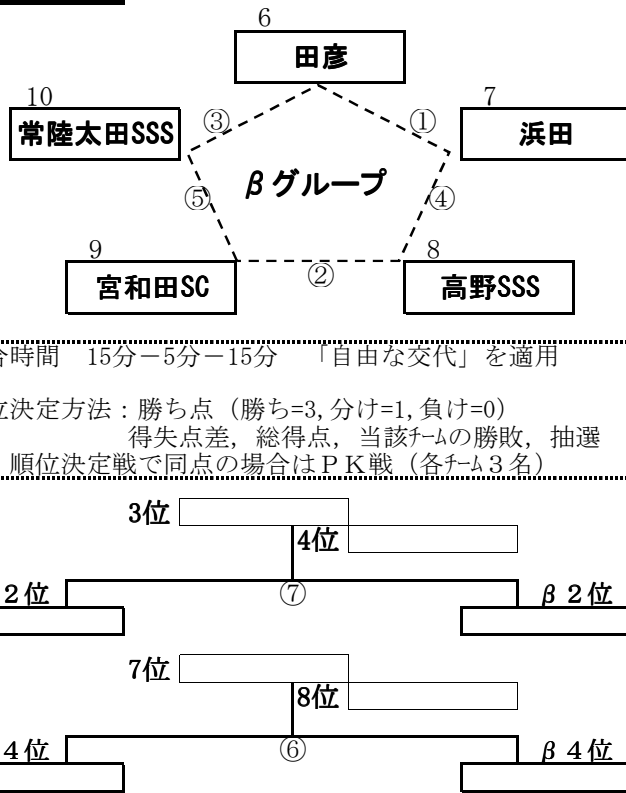 6
田彦
10
7
常陸太田SSS
③
①
浜田
βグループ
⑤
④
9
8
宮和田SC
②
高野SSS
合時間　15分－5分－15分　「自由な交代」を適用
位決定方法：勝ち点（勝ち=3,分け=1,負け=0）
得失点差，総得点，当該ﾁｰﾑの勝敗，抽選
順位決定戦で同点の場合はＰＫ戦（各ﾁｰﾑ３名）
3位
4位
2位
⑦
β２位
7位
8位
4位
⑥
β４位